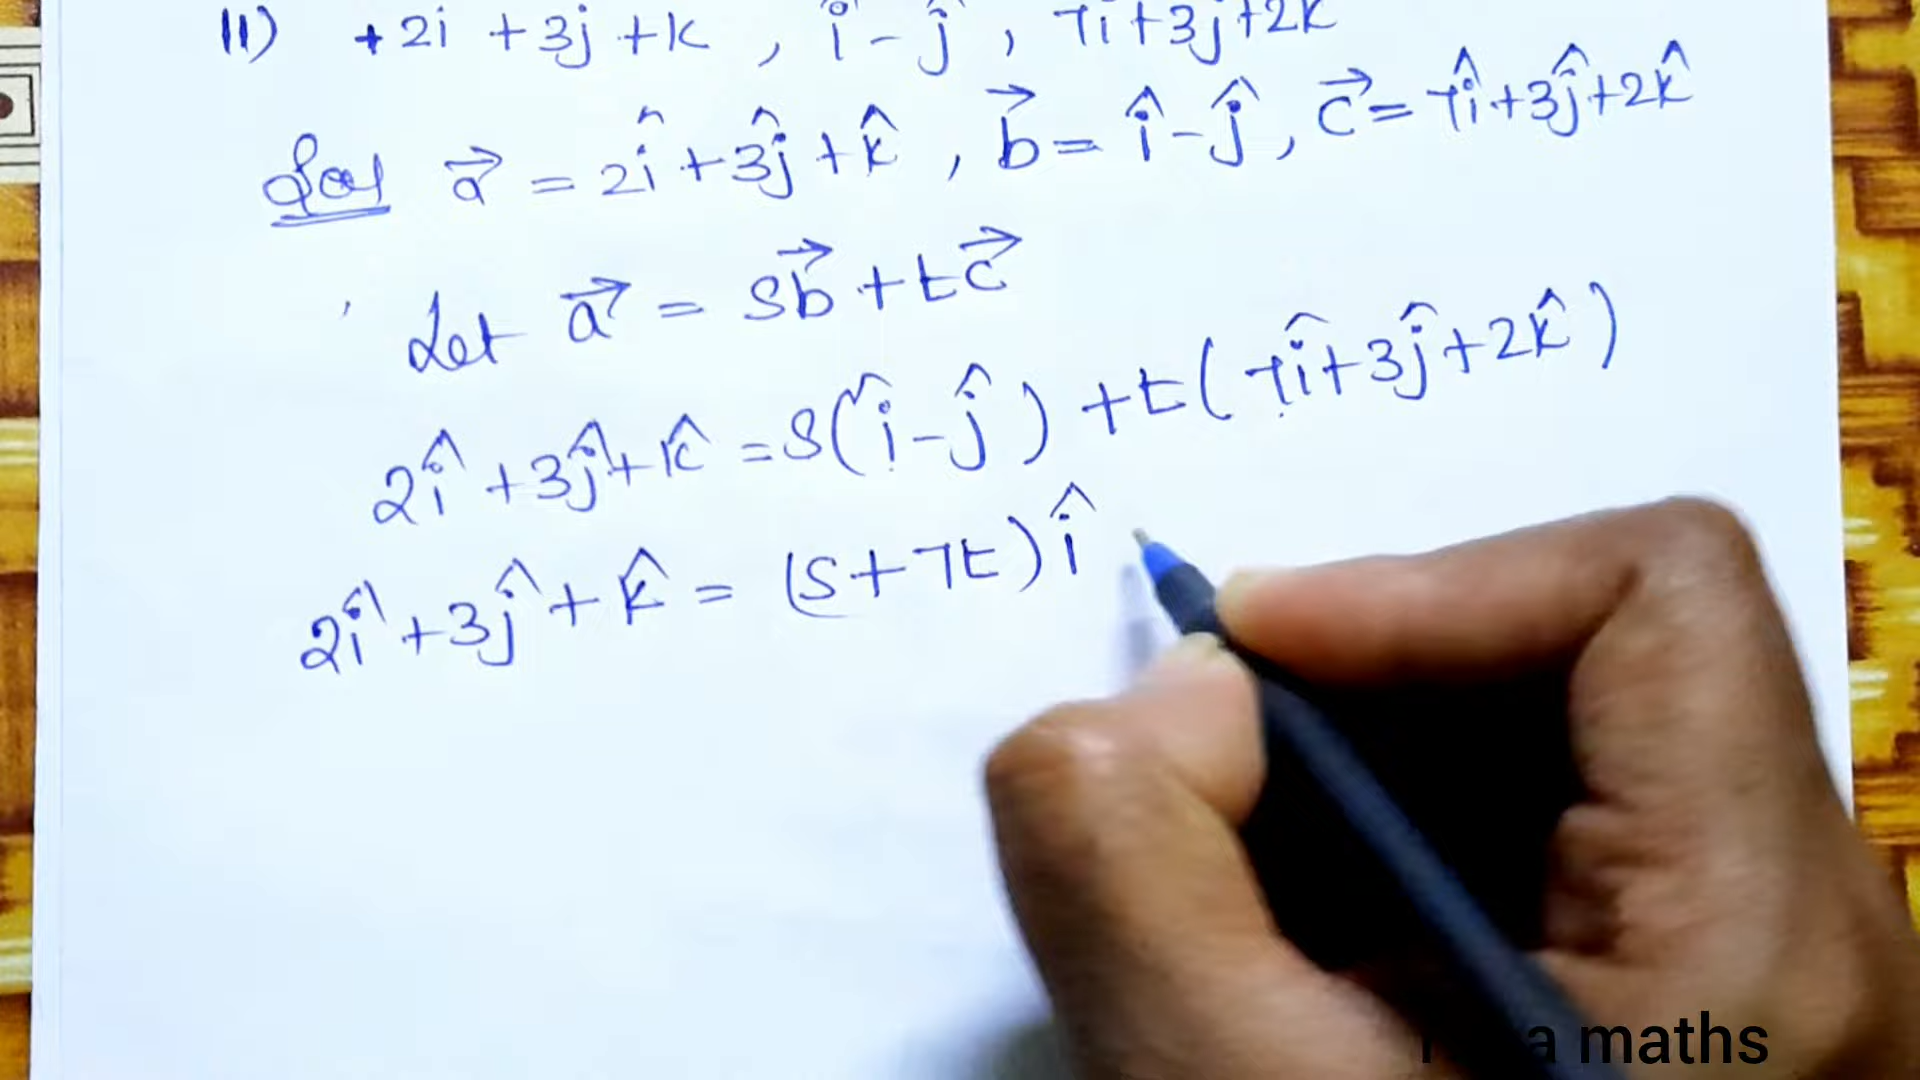 11) +2i + 3j + k , i - j , 7i + 3j + 2k
Sol a⃗ = 2î + 3ĵ + k̂ , b⃗ = î - ĵ , c⃗ = 7î + 3ĵ + 2k̂
Let a⃗ = sb⃗ + tc⃗
2î + 3ĵ + k̂ = s(î - ĵ) + t(7î + 3ĵ + 2k̂)
2î + 3ĵ + k̂ = (s + 7t) î
maths